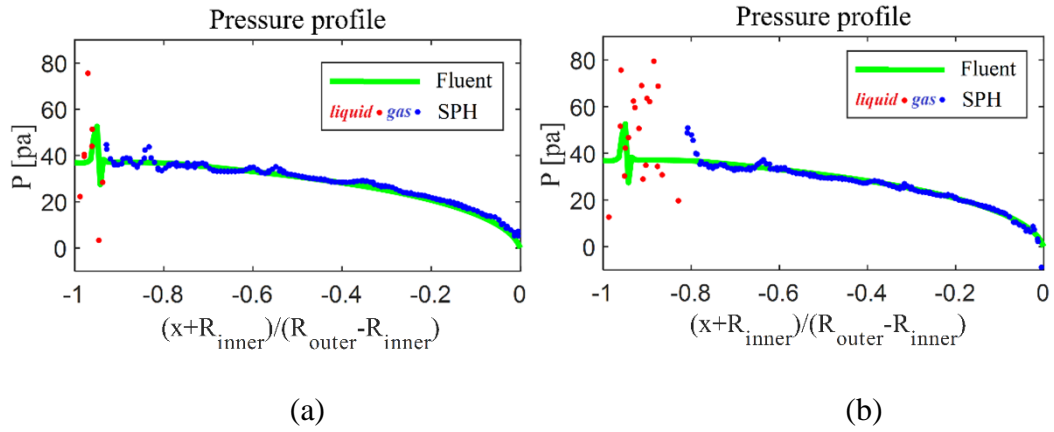 Pressure profile
P [pa]
80
60
40
20
0
Fluent
liquid gas SPH
-1 -0.8 -0.6 -0.4 -0.2 0
(x+R_inner)/(R_outer-R_inner)
(a)
Pressure profile
P [pa]
80
60
40
20
0
Fluent
liquid gas SPH
-1 -0.8 -0.6 -0.4 -0.2 0
(x+R_inner)/(R_outer-R_inner)
(b)